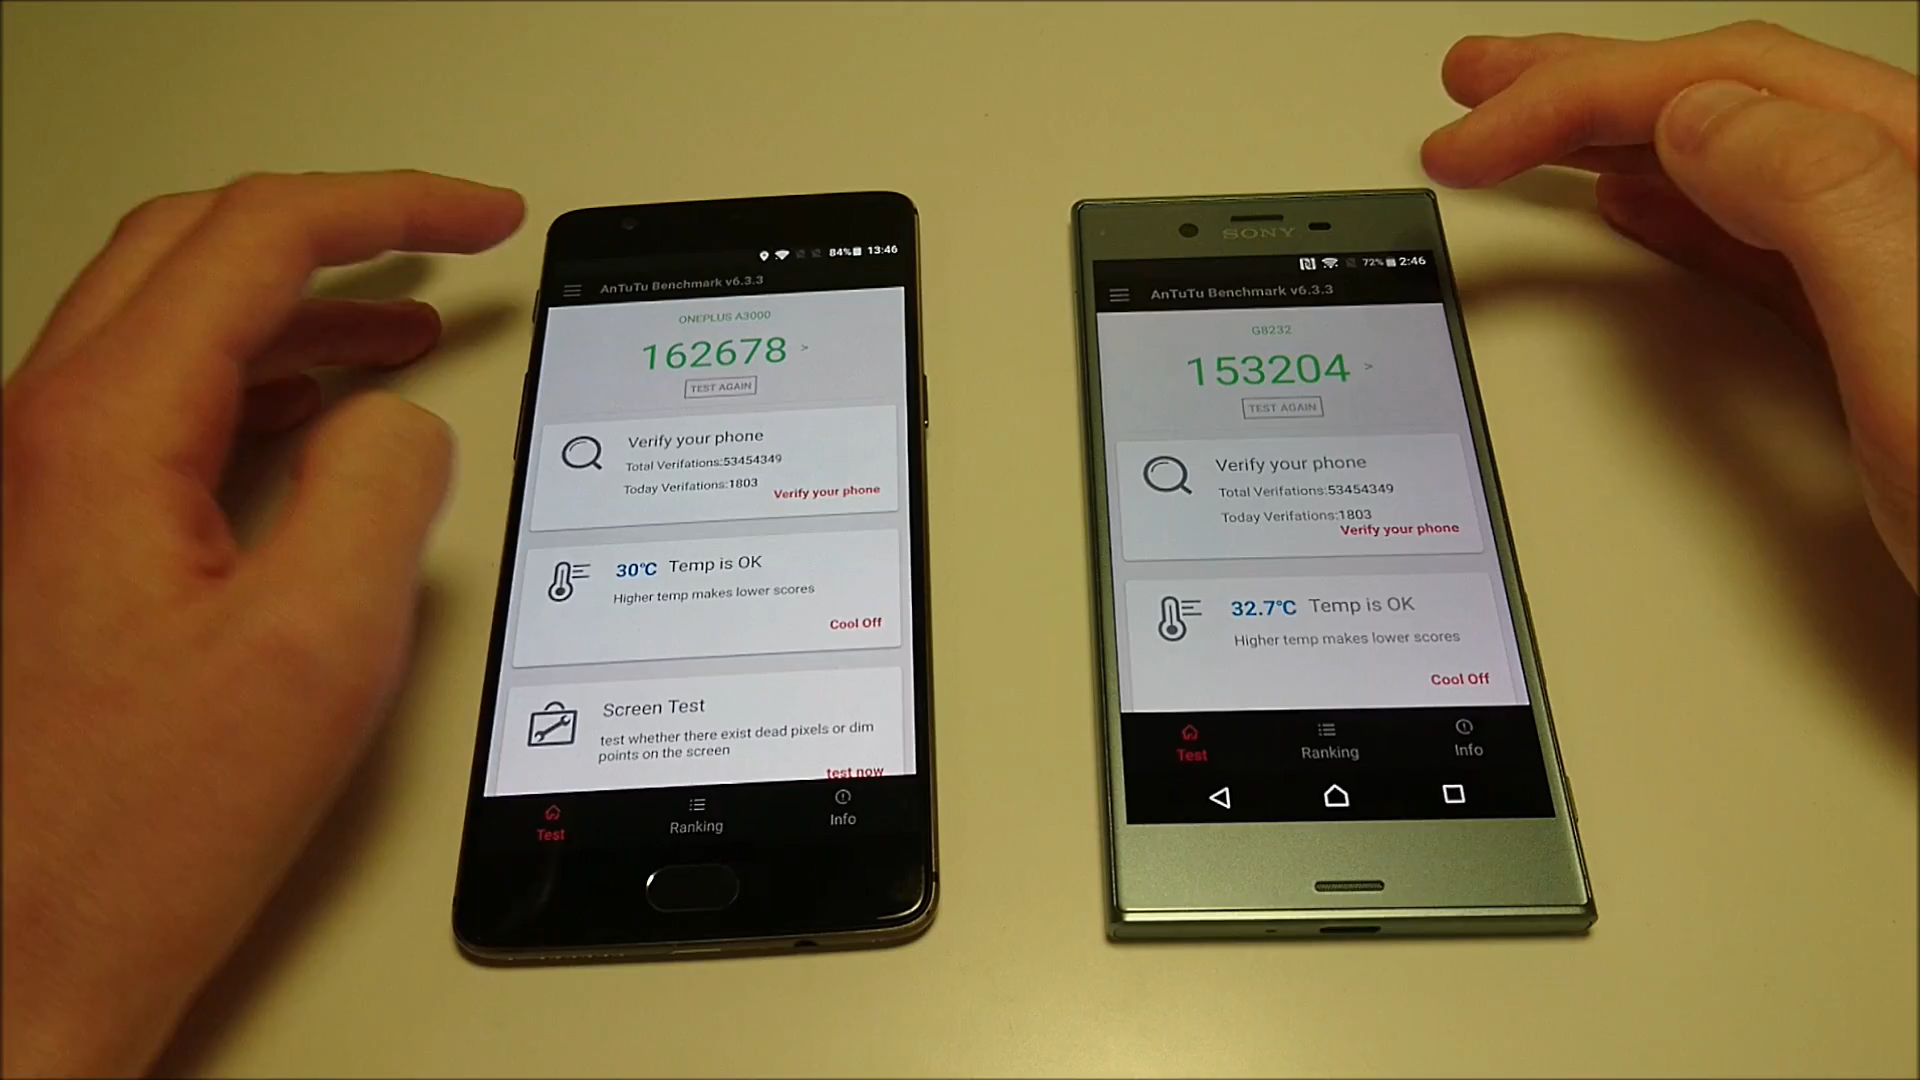 84% 13:46
AnTuTu Benchmark v6.3.3
ONEPLUS A3000
162678 >
TEST AGAIN
Verify your phone
Total Verifations:53454349
Today Verifations:1803
Verify your phone
30℃ Temp is OK
Higher temp makes lower scores
Cool Off
Screen Test
test whether there exist dead pixels or dim
points on the screen
test now
Test
Ranking
Info
SONY
72% 2:46
AnTuTu Benchmark v6.3.3
G8232
153204 >
TEST AGAIN
Verify your phone
Total Verifations:53454349
Today Verifations:1803
Verify your phone
32.7℃ Temp is OK
Higher temp makes lower scores
Cool Off
Test
Ranking
Info